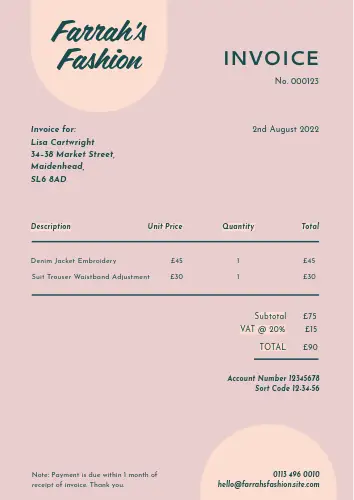 Farrah's
Fashion
INVOICE
No. 000123
Invoice for:
2nd August 2022
Lisa Cartwright
34-38 Market Street,
Maidenhead,
SL6 8AD.
Description Unit Price Quantity Total
Denim Jacket Embroidery £45 1 £45
Suit Trouser Waistband Adjustment £30 1 £30
Subtotal £75
VAT @ 20% £15
TOTAL £90
Account Number 12345678
Sort Code 12-34-56
Note: Payment is due within 1 month of
receipt of invoice. Thank you.
0113 496 0010
hello@farrahsfashion.site.com